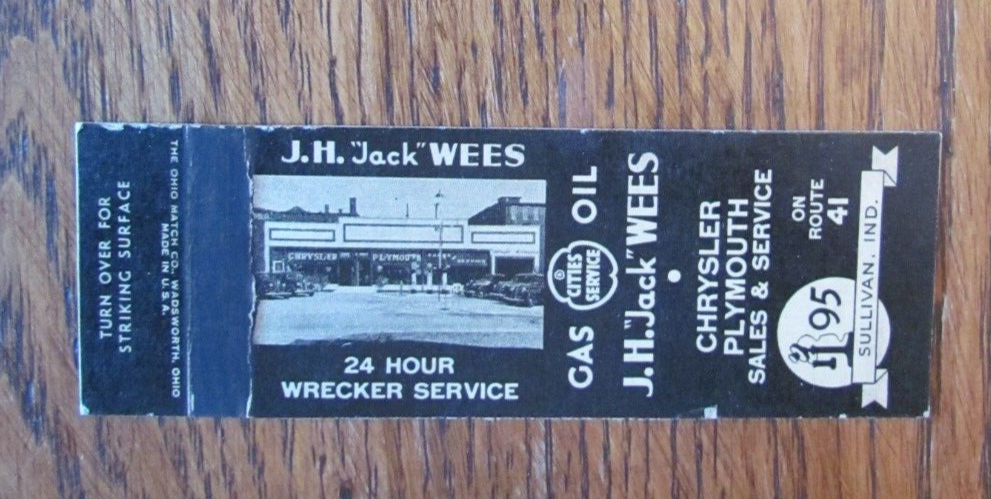 J.H. "Jack" WEES
CHRYSLER PLYMOUTH
24 HOUR
WRECKER SERVICE
GAS CITIES SERVICE OIL
J.H. "Jack" WEES
CHRYSLER
PLYMOUTH
SALES & SERVICE
ON
ROUTE
41
95
SULLIVAN, IND.
THE OHIO MATCH CO., WADSWORTH, OHIO
MADE IN U.S.A.
TURN OVER FOR
STRIKING SURFACE